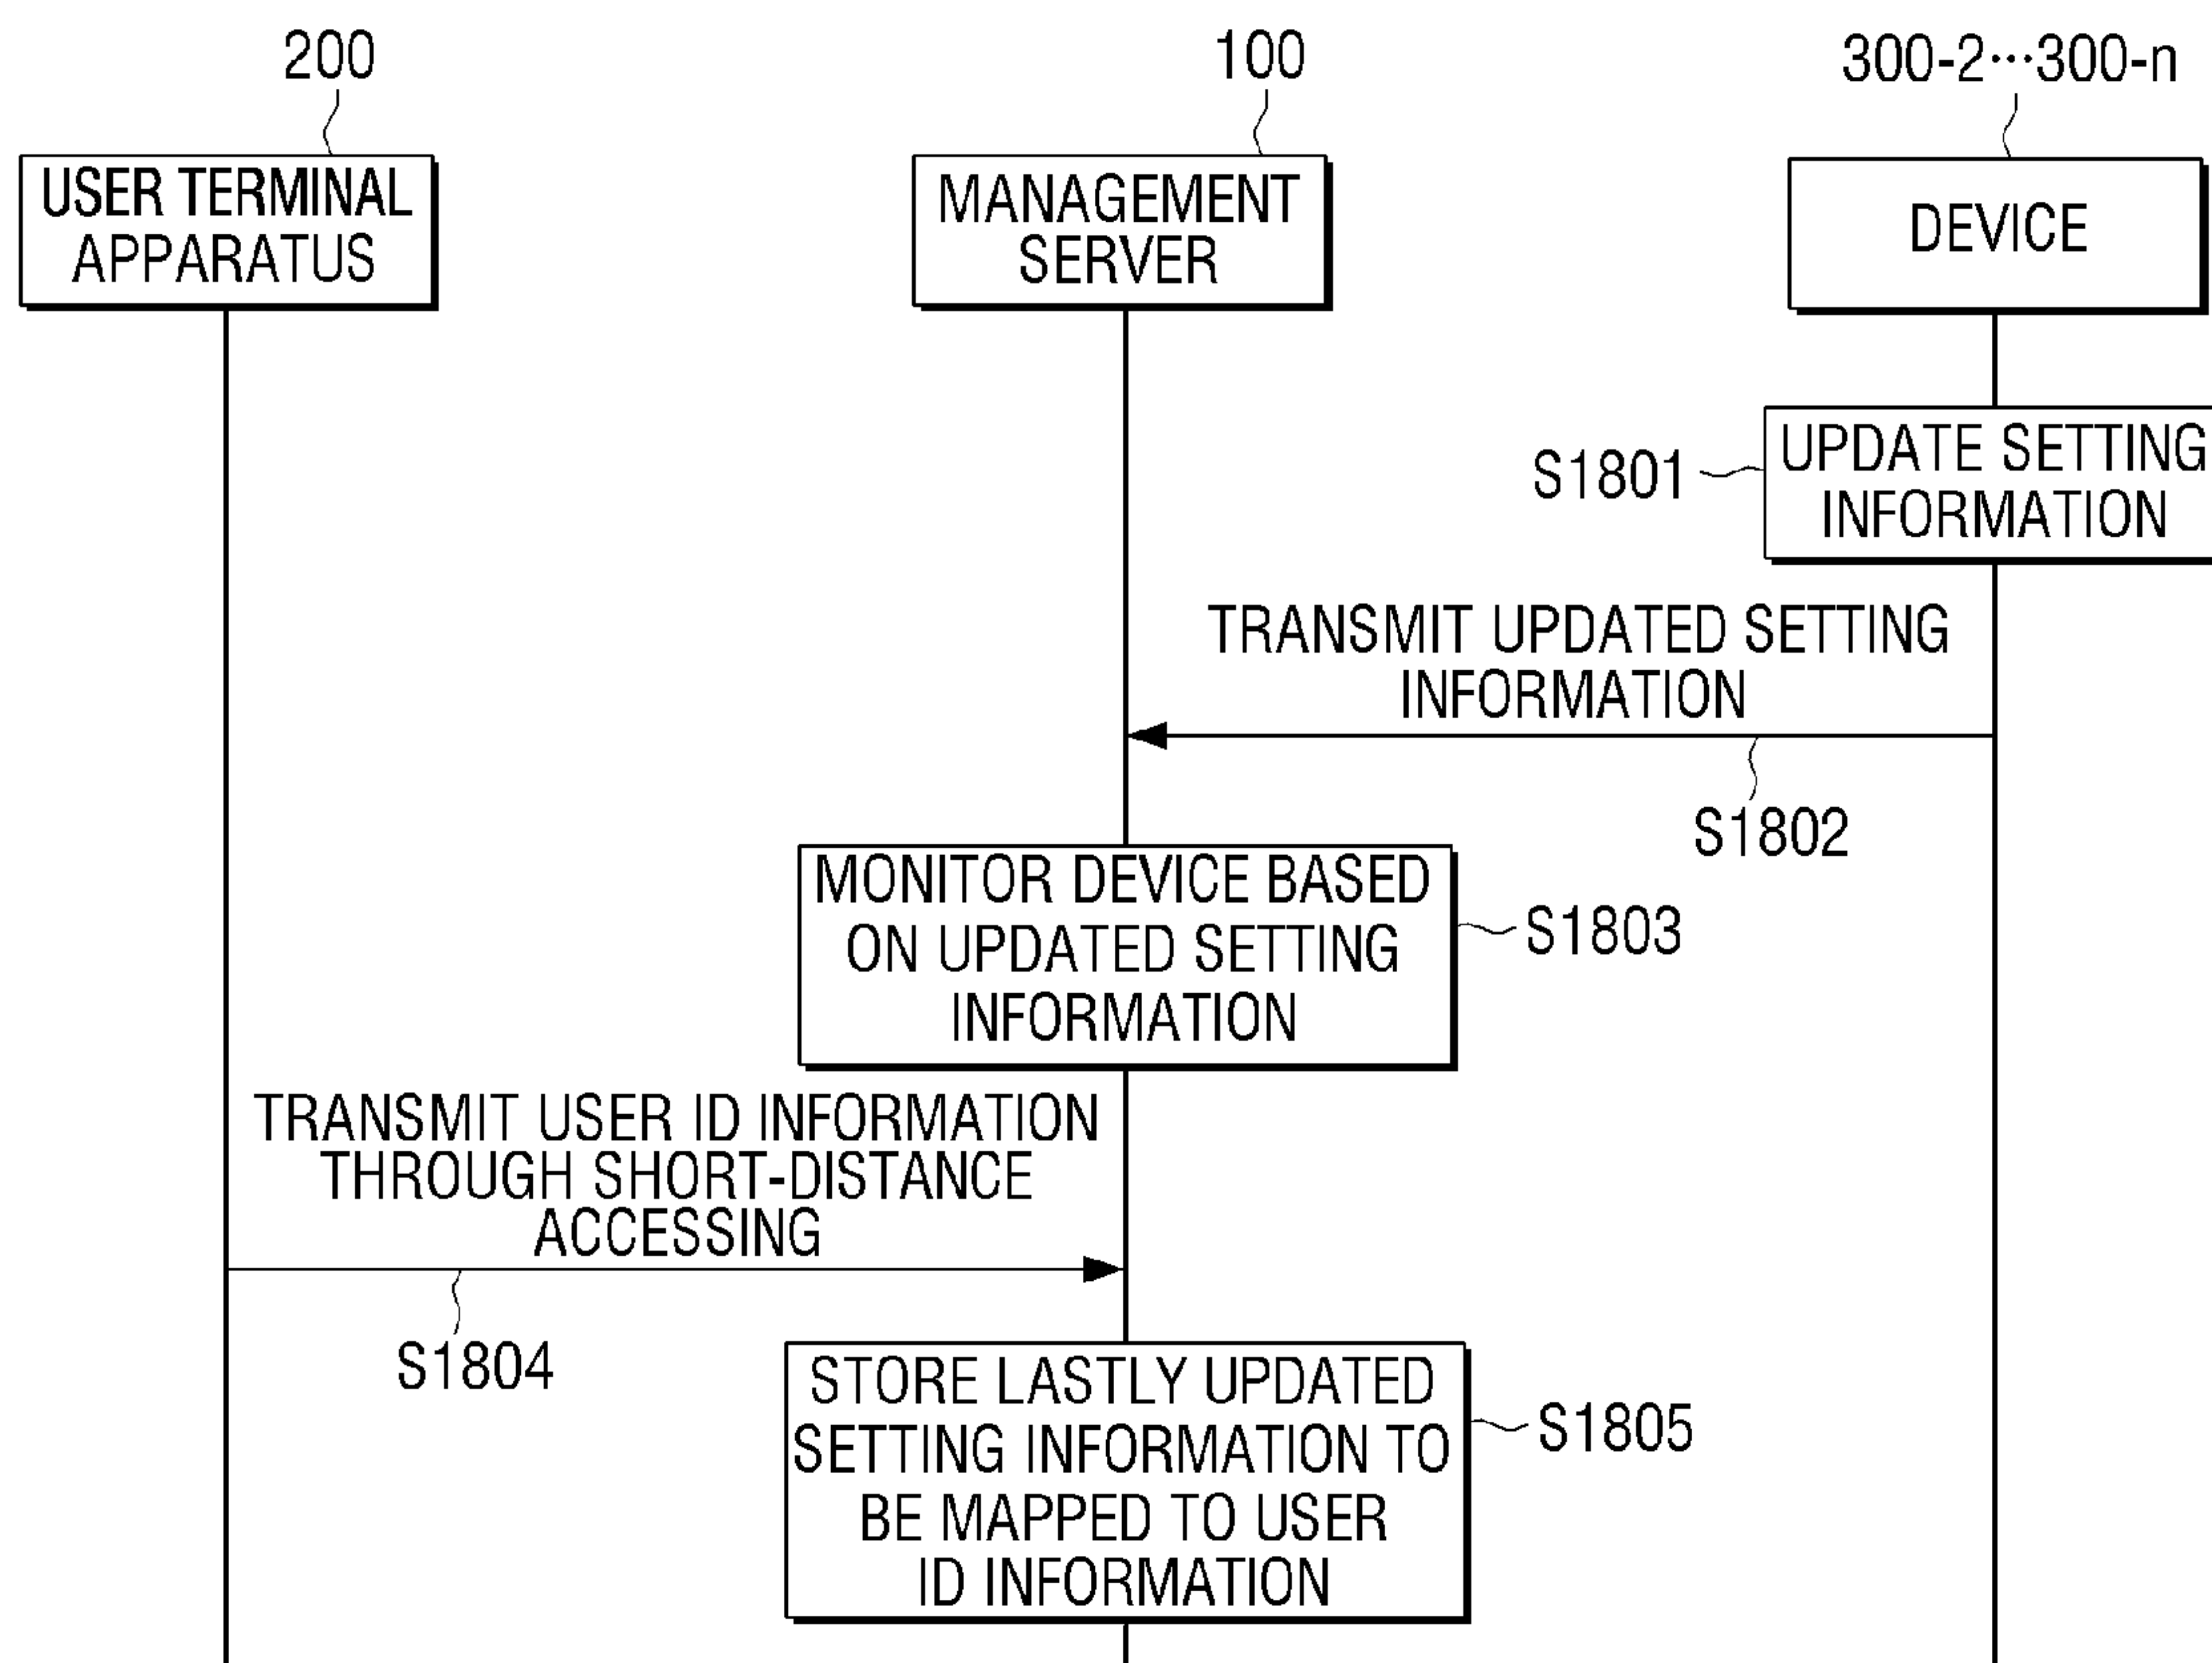 200
100
300-2···300-n
USER TERMINAL
APPARATUS
MANAGEMENT
SERVER
DEVICE
S1801
UPDATE SETTING
INFORMATION
TRANSMIT UPDATED SETTING
INFORMATION
S1802
MONITOR DEVICE BASED
ON UPDATED SETTING
INFORMATION
S1803
TRANSMIT USER ID INFORMATION
THROUGH SHORT-DISTANCE
ACCESSING
S1804
STORE LASTLY UPDATED
SETTING INFORMATION TO
BE MAPPED TO USER
ID INFORMATION
S1805